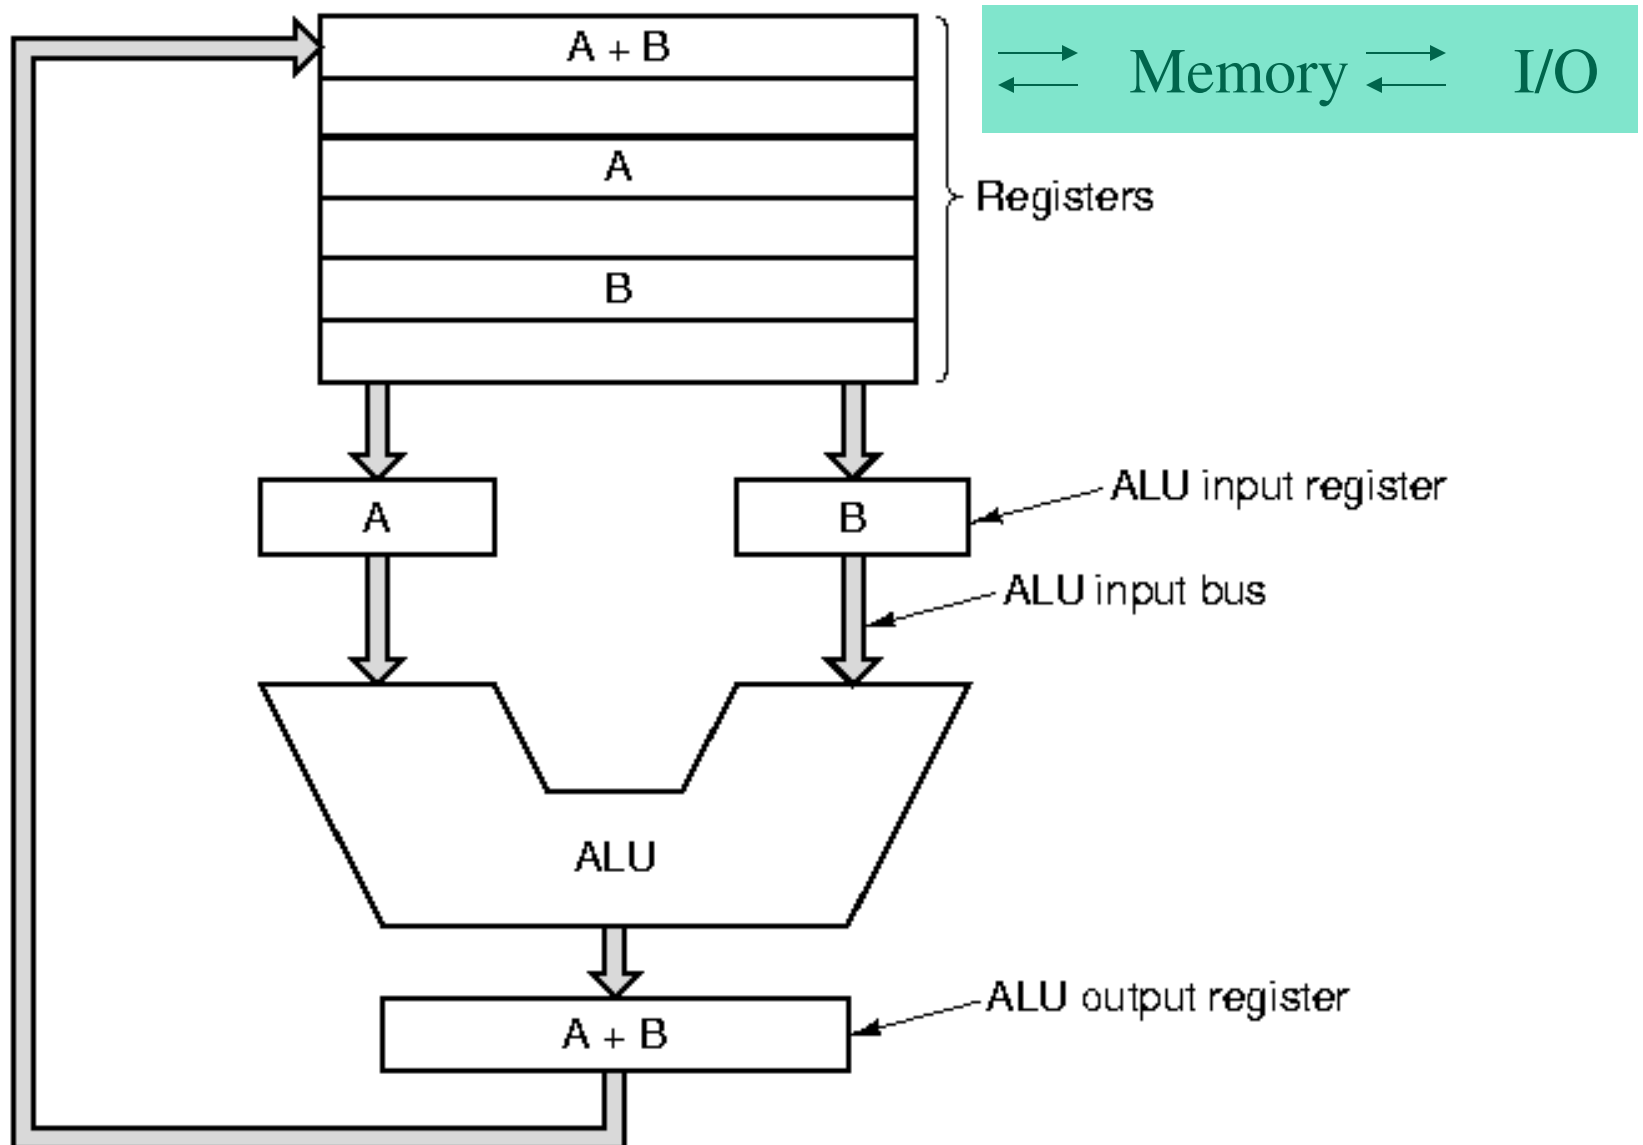 A + B
Memory
I/O
A
Registers
B
A
B
ALU input register
ALU input bus
ALU
A + B
ALU output register